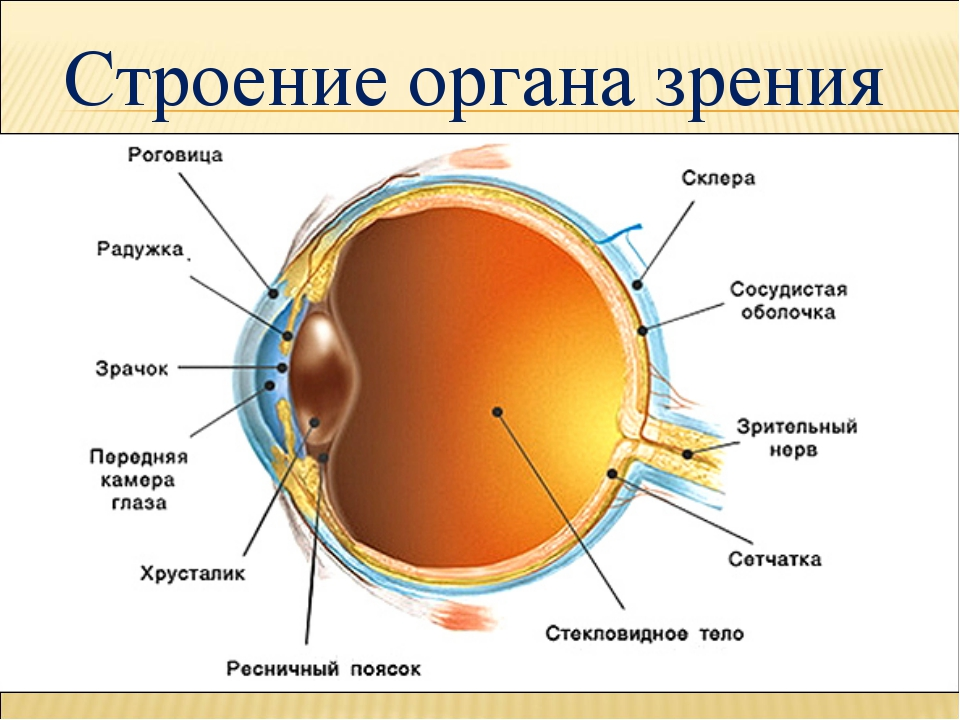 Строение органа зрения
Роговица
Склера
Радужка
Сосудистая
оболочка
Зрачок
Зрительный
нерв
Передняя
камера
глаза
Сетчатка
Хрусталик
Стекловидное тело
Ресничный поясок